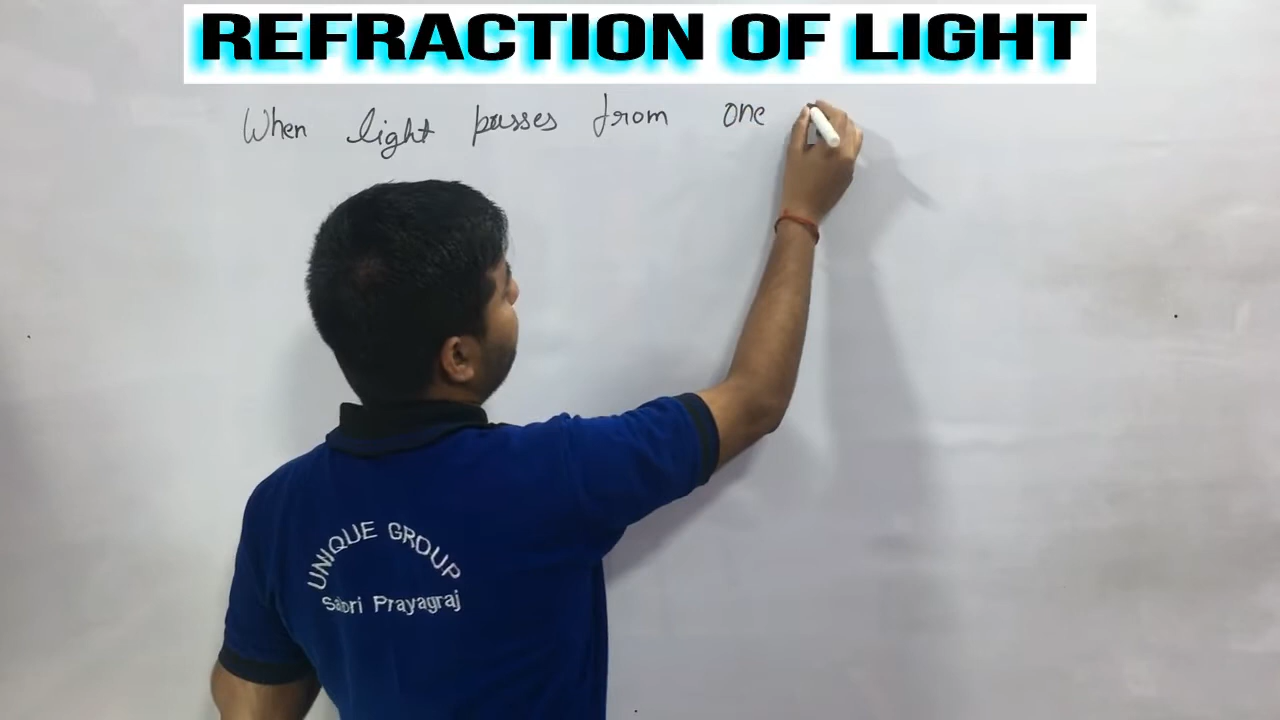 REFRACTION OF LIGHT
When light passes from one
UNIQUE GROUP
Prayagraj